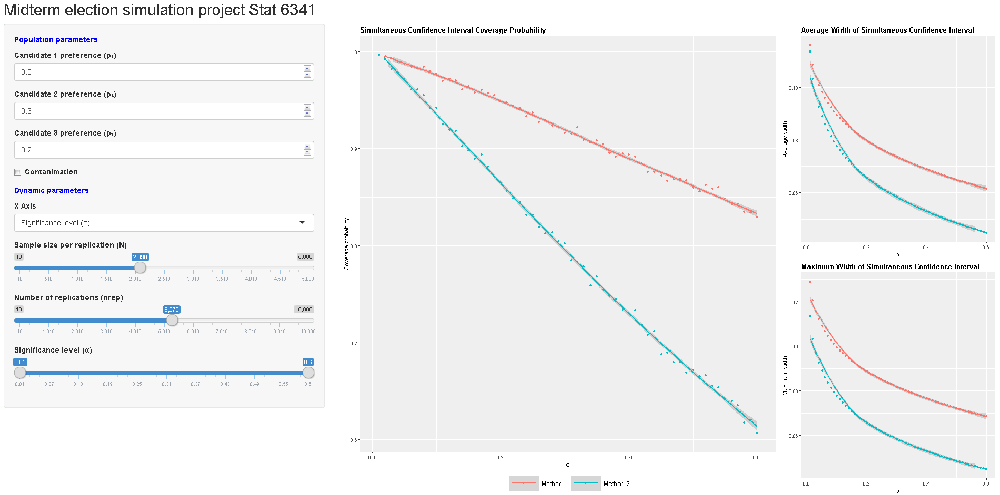 Midterm election simulation project Stat 6341
Population parameters
Candidate 1 preference (p₁)
0.5
Candidate 2 preference (p₂)
0.3
Candidate 3 preference (p₃)
0.2
Contanimation
Dynamic parameters
X Axis
Significance level (α)
Sample size per replication (N)
10 2,090 5,000
10 510 1,010 1,510 2,010 2,510 3,010 3,510 4,010 4,510 5,000
Number of replications (nrep)
10 5,270 10,000
10 1,010 2,010 3,010 4,010 5,010 6,010 7,010 8,010 9,010 10,000
Significance level (α)
0.01 0.6
0.01 0.07 0.13 0.19 0.25 0.31 0.37 0.43 0.49 0.55 0.6
Simultaneous Confidence Interval Coverage Probability
Coverage probability
1.0
0.9
0.8
0.7
0.6
0.0 0.2 0.4 0.6
α
Method 1 Method 2
Average Width of Simultaneous Confidence Interval
Average width
0.10
0.08
0.06
0.0 0.2 0.4 0.6
α
Maximum Width of Simultaneous Confidence Interval
Maximum width
0.12
0.10
0.08
0.06
0.0 0.2 0.4 0.6
α